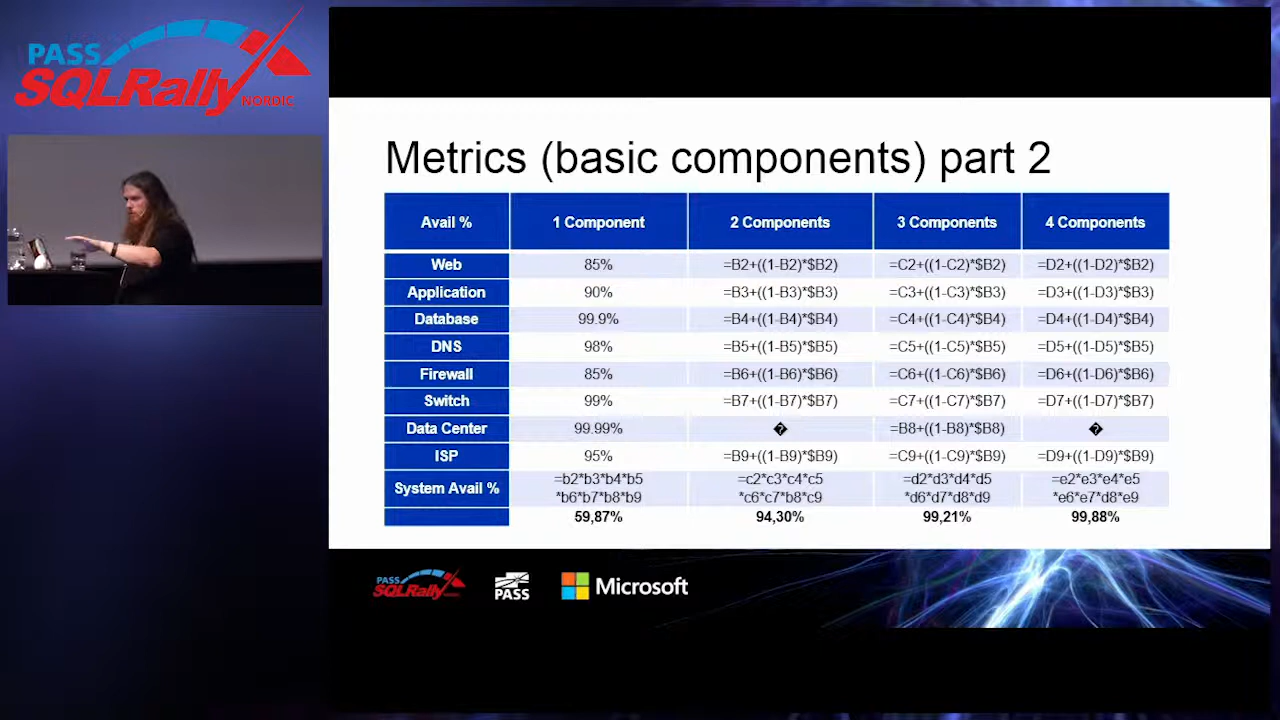 PASS
SQLRally
NORDIC
Metrics (basic components) part 2
Avail % 1 Component 2 Components 3 Components 4 Components
Web 85% =B2+((1-B2)*$B2) =C2+((1-C2)*$B2) =D2+((1-D2)*$B2)
Application 90% =B3+((1-B3)*$B3) =C3+((1-C3)*$B3) =D3+((1-D3)*$B3)
Database 99.9% =B4+((1-B4)*$B4) =C4+((1-C4)*$B4) =D4+((1-D4)*$B4)
DNS 98% =B5+((1-B5)*$B5) =C5+((1-C5)*$B5) =D5+((1-D5)*$B5)
Firewall 85% =B6+((1-B6)*$B6) =C6+((1-C6)*$B6) =D6+((1-D6)*$B6)
Switch 99% =B7+((1-B7)*$B7) =C7+((1-C7)*$B7) =D7+((1-D7)*$B7)
Data Center 99.99% � =B8+((1-B8)*$B8) �
ISP 95% =B9+((1-B9)*$B9) =C9+((1-C9)*$B9) =D9+((1-D9)*$B9)
System Avail % =b2*b3*b4*b5 =c2*c3*c4*c5 =d2*d3*d4*d5 =e2*e3*e4*e5
*b6*b7*b8*b9 *c6*c7*b8*c9 *d6*d7*d8*d9 *e6*e7*d8*e9
59,87% 94,30% 99,21% 99,88%
PASS
SQLRally
PASS
Microsoft